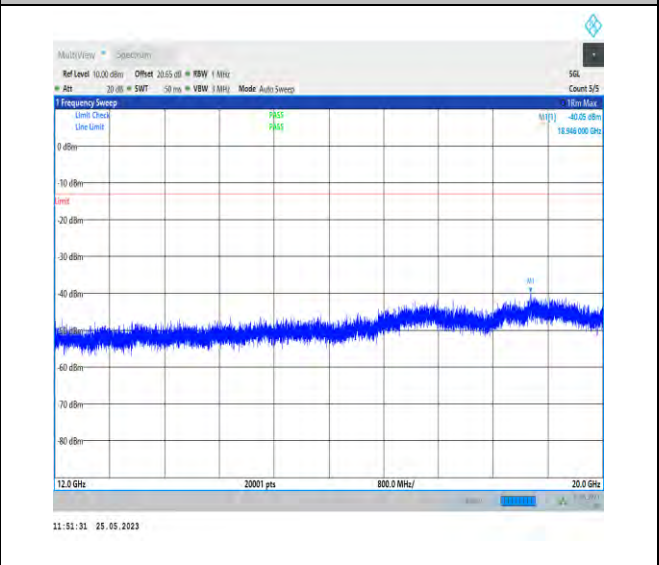 MultiView Spectrum
Ref Level 10.00 dBm Offset 20.65 dB RBW 1 MHz SGL
Att 20 dB SWT 50 ms VBW 3 MHz Mode Auto Sweep Count 5/5
1 Frequency Sweep 1Rm Max
Limit Check PASS M1[1] -40.05 dBm
Line Limit PASS 18.946 000 GHz
0 dBm
-10 dBm
Limit
-20 dBm
-30 dBm
M1
-40 dBm
-60 dBm
-70 dBm
-80 dBm
12.0 GHz 20001 pts 800.0 MHz/ 20.0 GHz
11:51:31 25.05.2023